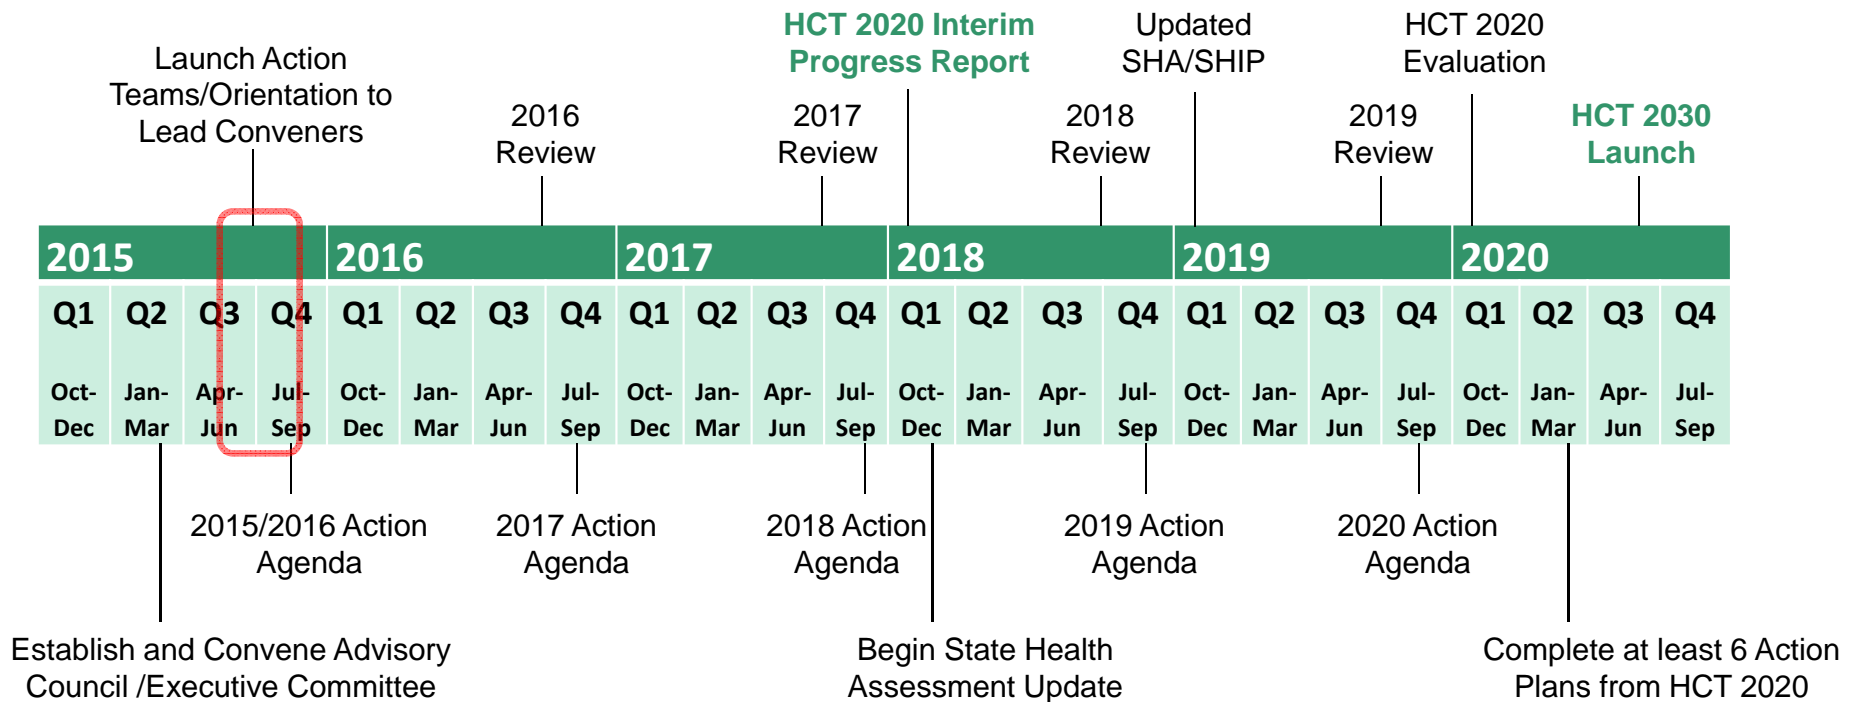 HCT 2020 Interim
Progress Report
Updated
SHA/SHIP
HCT 2020
Evaluation
Launch Action
Teams/Orientation to
Lead Conveners
2016
Review
2017
Review
2018
Review
2019
Review
HCT 2030
Launch
2015 2016 2017 2018 2019 2020
Q1 Q2 Q3 Q4 Q1 Q2 Q3 Q4 Q1 Q2 Q3 Q4 Q1 Q2 Q3 Q4 Q1 Q2 Q3 Q4 Q1 Q2 Q3 Q4
Oct- Jan- Apr- Jul- Oct- Jan- Apr- Jul- Oct- Jan- Apr- Jul- Oct- Jan- Apr- Jul- Oct- Jan- Apr- Jul- Oct- Jan- Apr- Jul-
Dec Mar Jun Sep Dec Mar Jun Sep Dec Mar Jun Sep Dec Mar Jun Sep Dec Mar Jun Sep Dec Mar Jun Sep
2015/2016 Action
Agenda
2017 Action
Agenda
2018 Action
Agenda
2019 Action
Agenda
2020 Action
Agenda
Establish and Convene Advisory
Council /Executive Committee
Begin State Health
Assessment Update
Complete at least 6 Action
Plans from HCT 2020